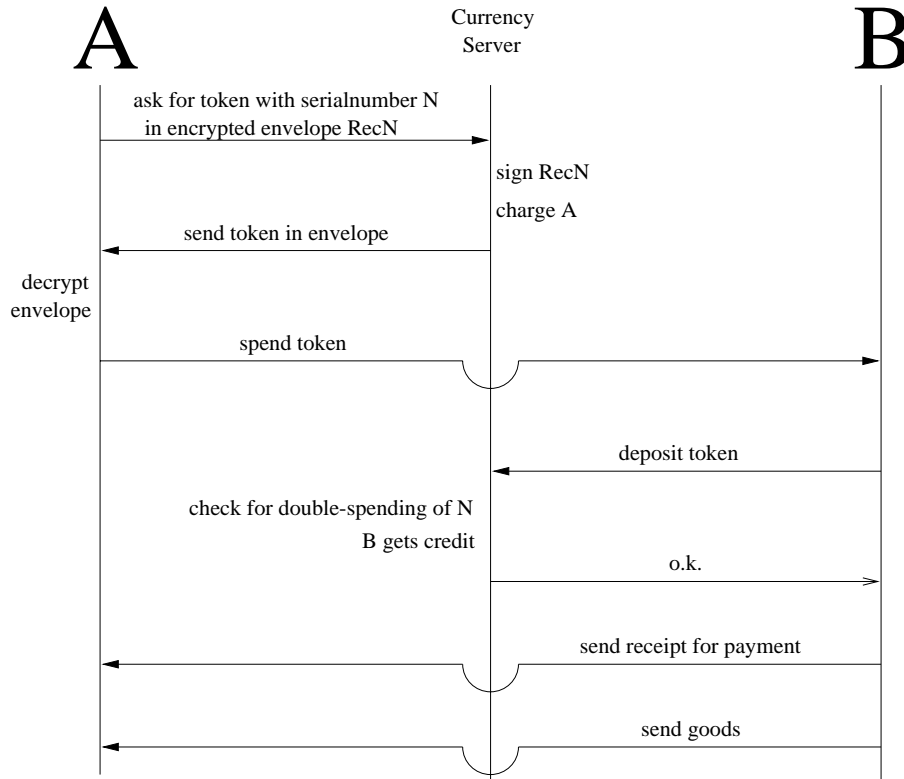 A
Currency
Server
B
ask for token with serialnumber N
in encrypted envelope RecN
sign RecN
charge A
send token in envelope
decrypt
envelope
spend token
deposit token
check for double-spending of N
B gets credit
o.k.
send receipt for payment
send goods